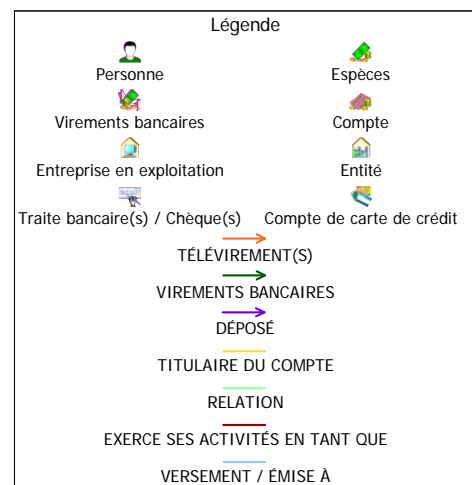 Légende
Personne Espèces
Virements bancaires Compte
Entreprise en exploitation Entité
Traite bancaire(s) / Chèque(s) Compte de carte de crédit
TÉLÉVIREMENT(S)
VIREMENTS BANCAIRES
DÉPOSÉ
TITULAIRE DU COMPTE
RELATION
EXERCE SES ACTIVITÉS EN TANT QUE
VERSEMENT / ÉMISE À